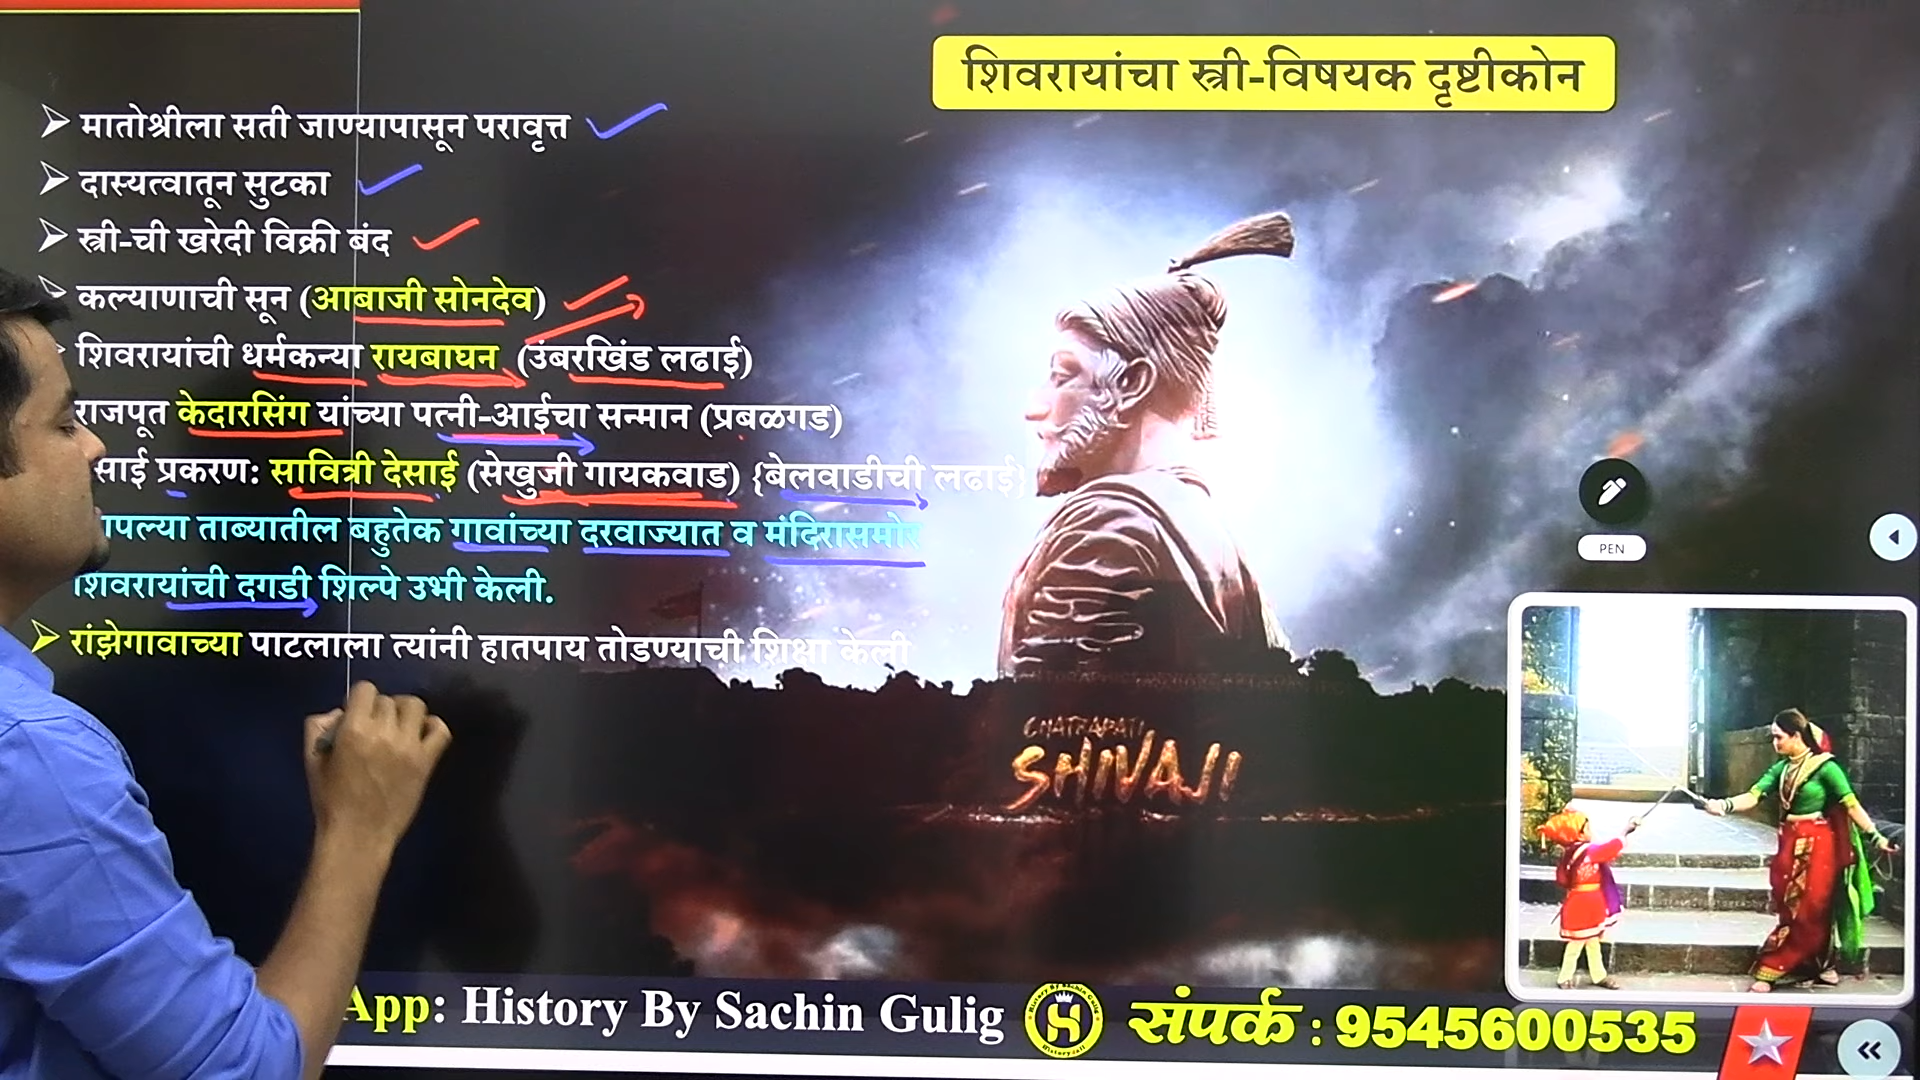 शिवरायांचा स्त्री-विषयक दृष्टीकोन
➢ मातोश्रीला सती जाण्यापासून परावृत्त
➢ दास्यत्वातून सुटका
➢ स्त्री-ची खरेदी विक्री बंद
कल्याणाची सून (आबाजी सोनदेव)
शिवरायांची धर्मकन्या रायबाघन (उंबरखिंड लढाई)
राजपूत केदारसिंग यांच्या पत्नी-आईचा सन्मान (प्रबळगड)
साई प्रकरण: सावित्री देसाई (सेखुजी गायकवाड) {बेलवाडीची लढाई}
पल्या ताब्यातील बहुतेक गावांच्या दरवाज्यात व मंदिरासमोर
शिवरायांची दगडी शिल्पे उभी केली.
➢ रांझेगावाच्या पाटलाला त्यांनी हातपाय तोडण्याची शिक्षा केली
CHATRAPATI
SHIVAJI
PEN
App: History By Sachin Gulig
संपर्क : 9545600535